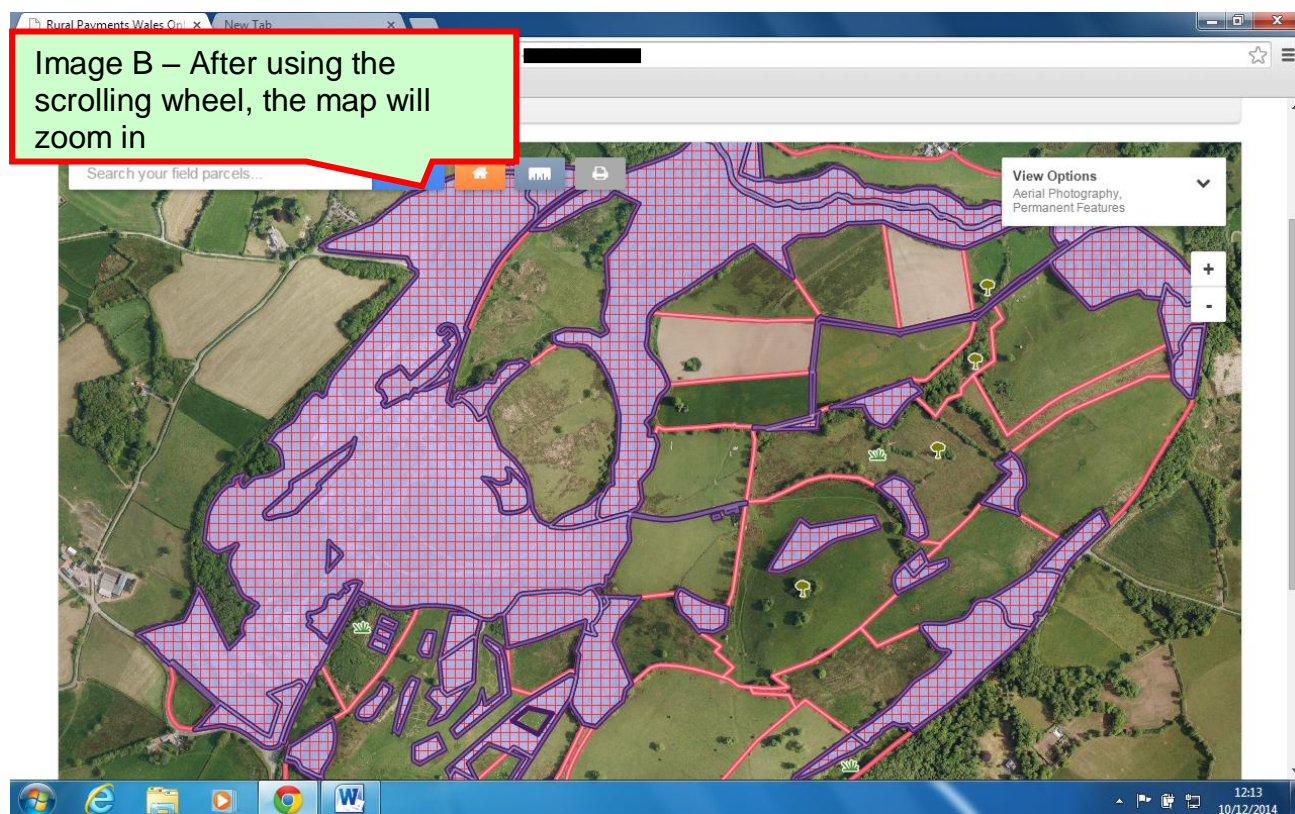 Rural Payments Wales Onl
New Tab
Image B – After using the
scrolling wheel, the map will
zoom in
Search your field parcels...
View Options
Aerial Photography,
Permanent Features
+
-
12:13
10/12/2014